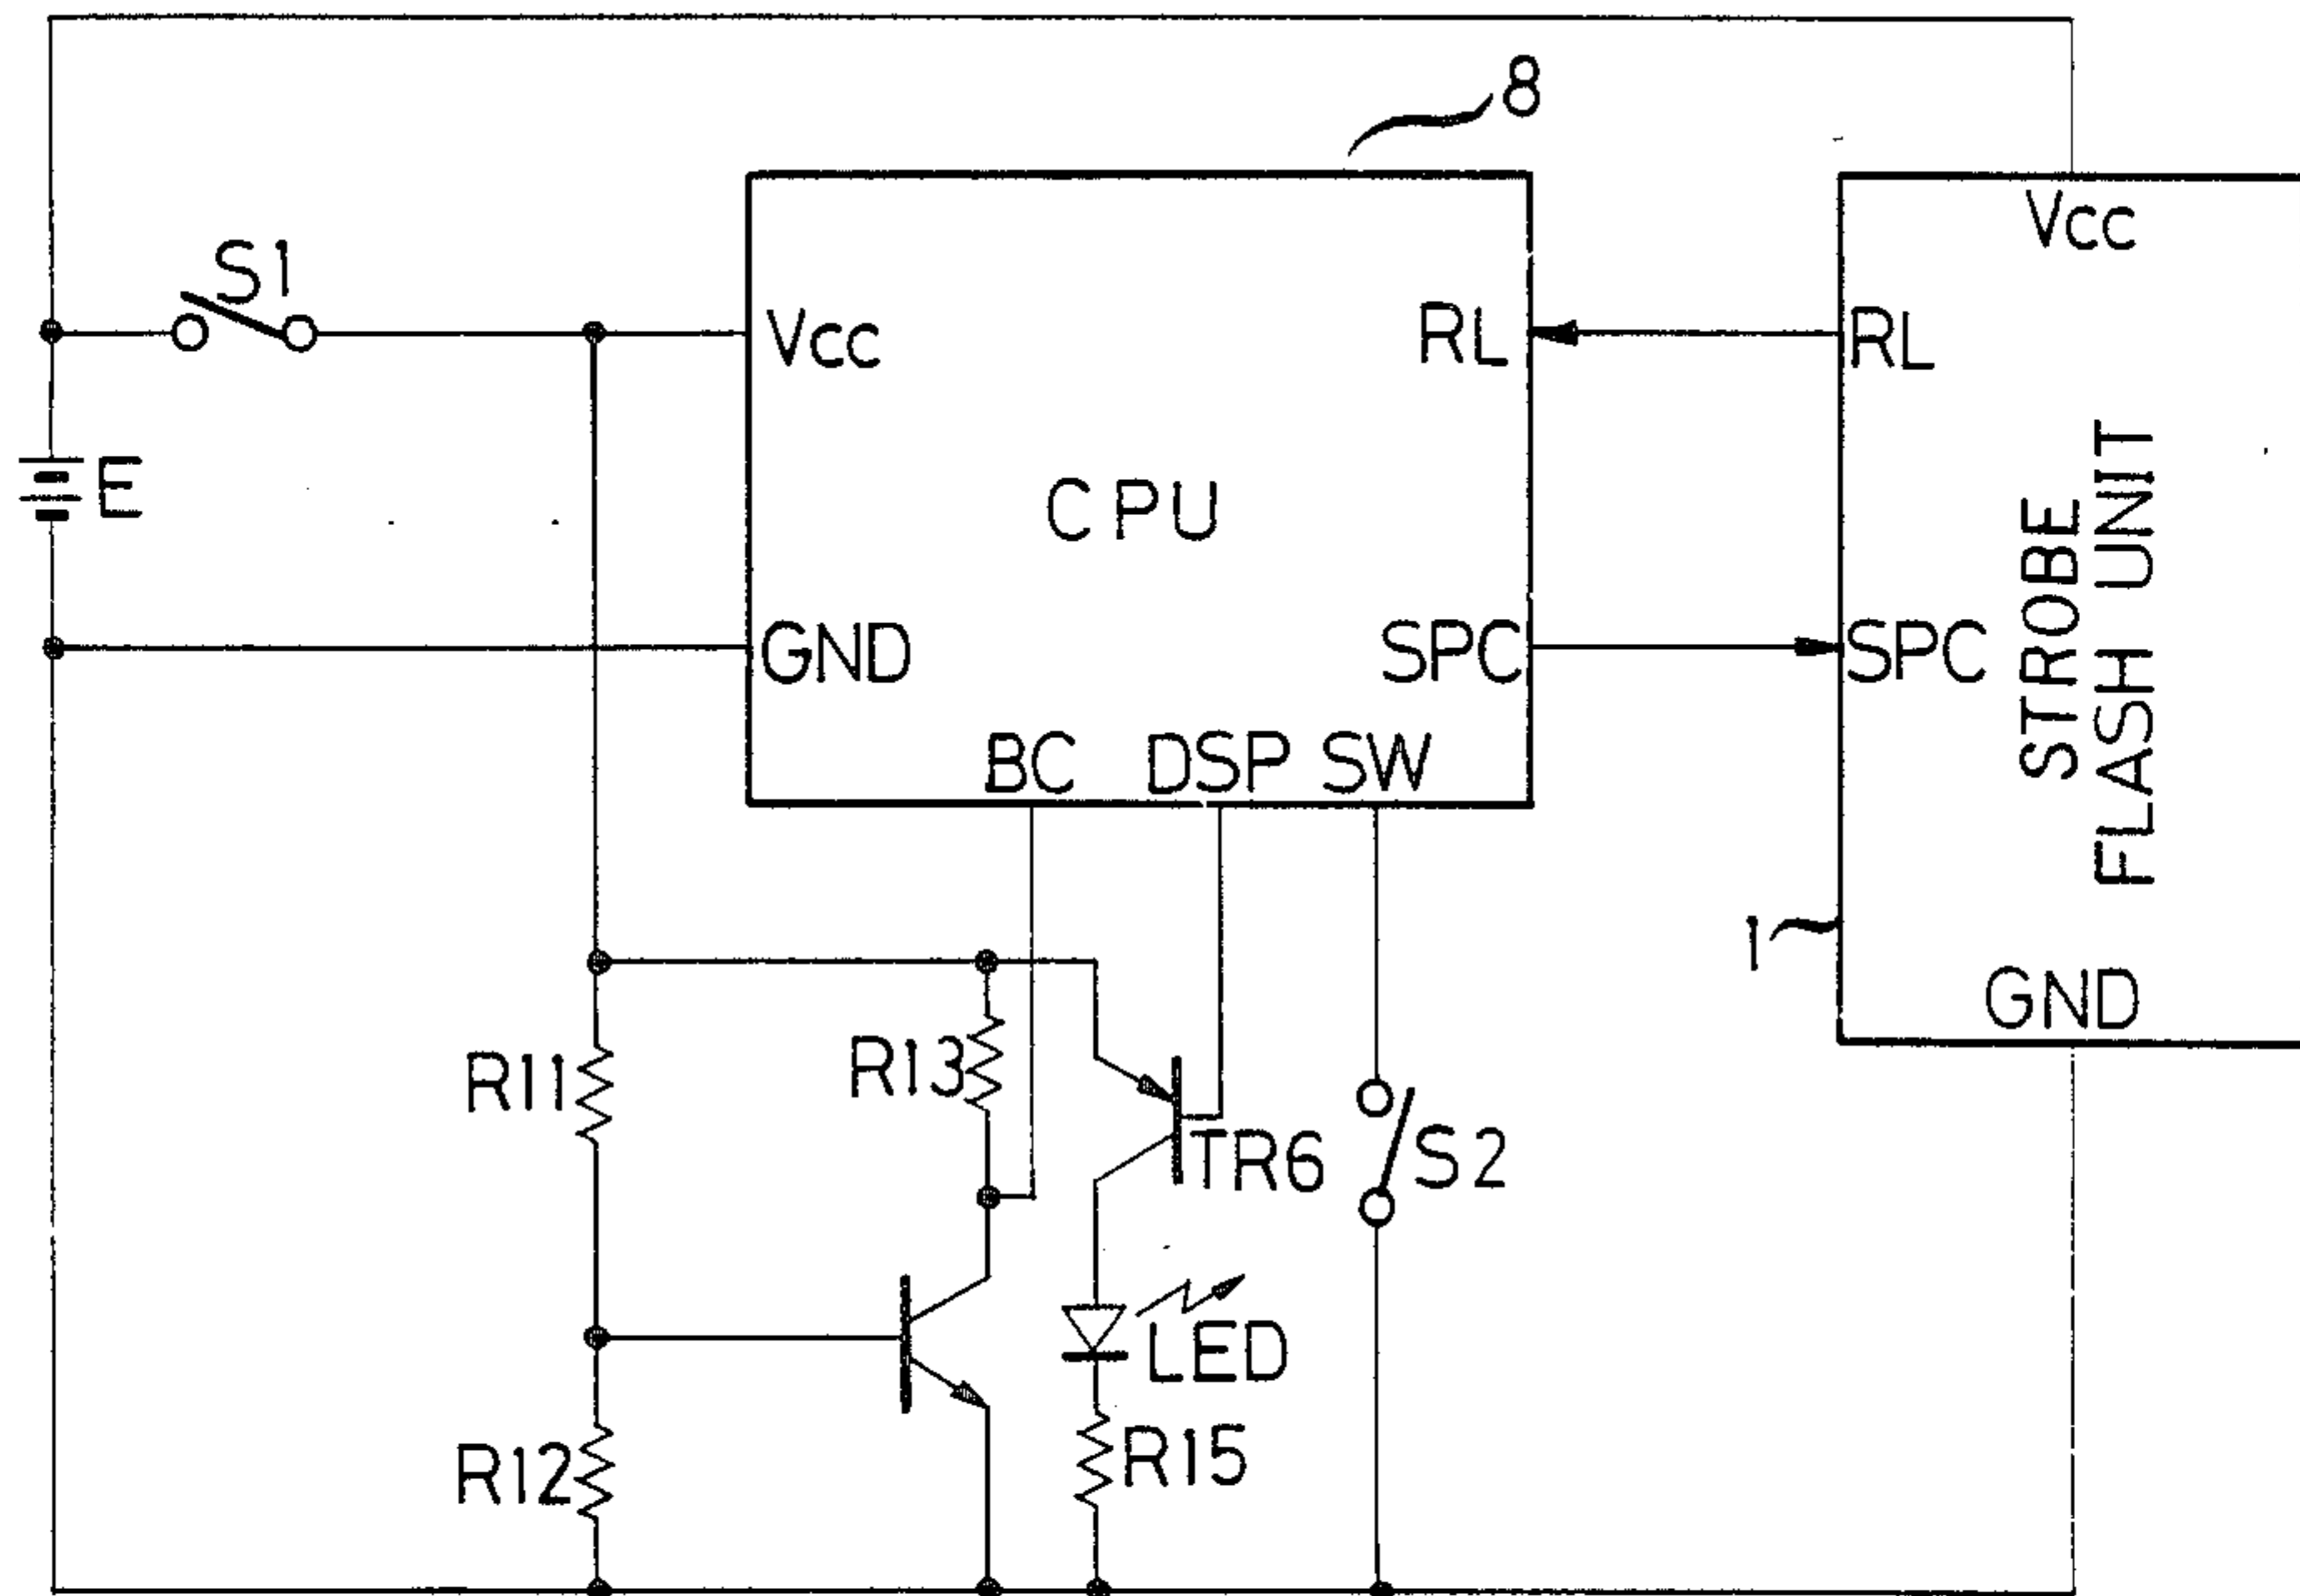 8
S1
Vcc
RL
Vcc
RL
E
CPU
STROBE
FLASH UNIT
GND
SPC
SPC
BC
DSP
SW
1
GND
R11
R13
TR6
S2
LED
R12
R15